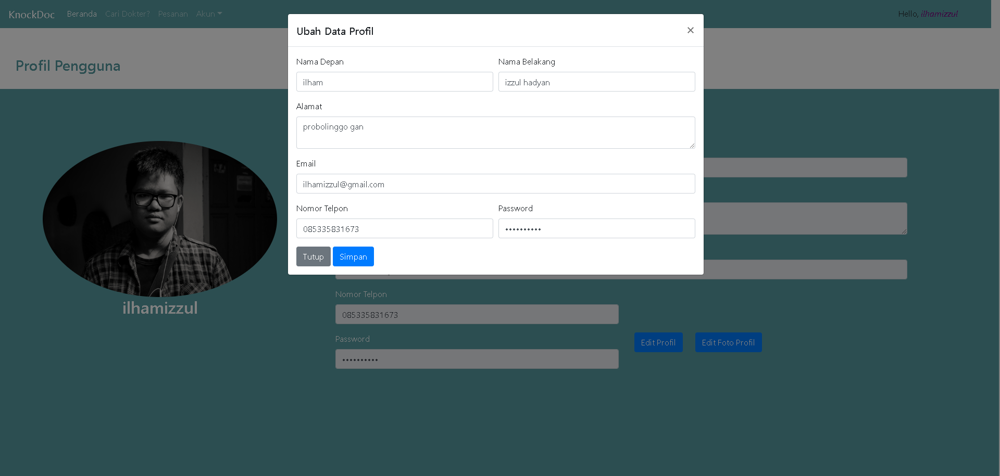 KnockDoc Beranda Cari Dokter? Pesanan Akun Hello, ilhamizzul
Profil Pengguna
Ubah Data Profil ×
Nama Depan Nama Belakang
ilham izzul hadyan
Alamat
probolinggo gan
Email
ilhamizzul@gmail.com
Nomor Telpon Password
085335831673 ••••••••••
Tutup Simpan
ilhamizzul
Nomor Telpon
085335831673
Password
••••••••••
Edit Profil Edit Foto Profil